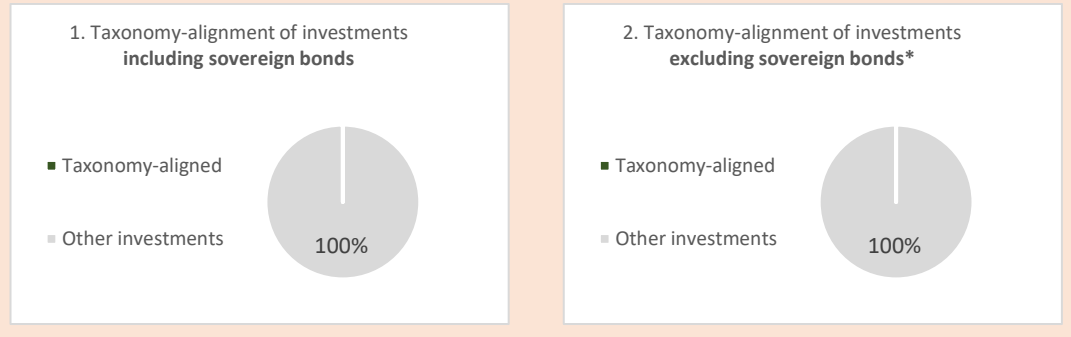 1. Taxonomy-alignment of investments
including sovereign bonds
Taxonomy-aligned
Other investments
100%
2. Taxonomy-alignment of investments
excluding sovereign bonds*
Taxonomy-aligned
Other investments
100%